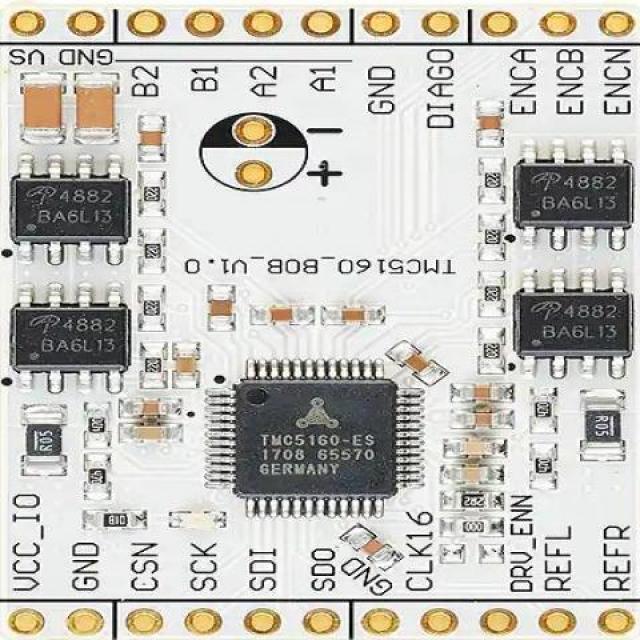 VS GND
B2
B1
A2
A1
GND
DIAG0
ENCA
ENCB
ENCN
-
+
4882
BA6L13
4882
BA6L13
TMC5160_BOB_V1.0
4882
BA6L13
4882
BA6L13
TMC5160-ES
1708 65570
GERMANY
R05
R05
VCC_IO
GND
CSN
SCK
SDI
SDO
GND
CLK16
DRV_ENN
REFL
REFR